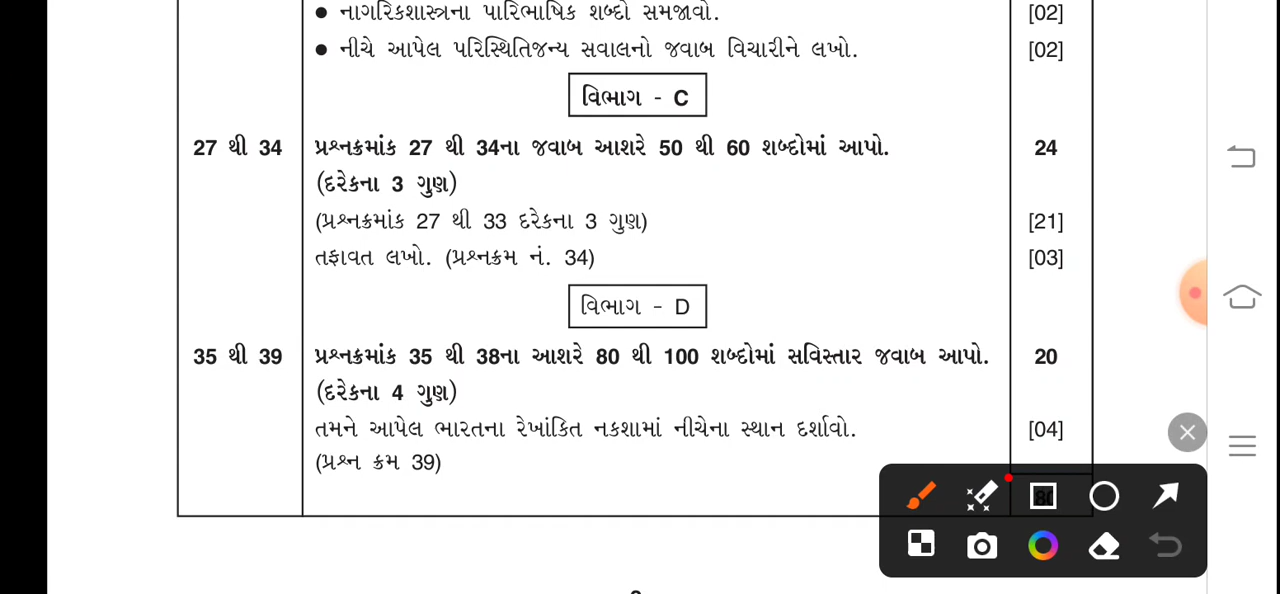 ● નાગરિકશાસ્ત્રના પારિભાષિક શબ્દો સમજાવો. [02]
● નીચે આપેલ પરિસ્થિતિજન્ય સવાલનો જવાબ વિચારીને લખો. [02]
વિભાગ - C
27 થી 34 પ્રશ્નક્રમાંક 27 થી 34ના જવાબ આશરે 50 થી 60 શબ્દોમાં આપો. 24
(દરેકના 3 ગુણ)
(પ્રશ્નક્રમાંક 27 થી 33 દરેકના 3 ગુણ) [21]
તફાવત લખો. (પ્રશ્નક્રમ નં. 34) [03]
વિભાગ - D
35 થી 39 પ્રશ્નક્રમાંક 35 થી 38ના આશરે 80 થી 100 શબ્દોમાં સવિસ્તાર જવાબ આપો. 20
(દરેકના 4 ગુણ)
તમને આપેલ ભારતના રેખાંકિત નકશામાં નીચેના સ્થાન દર્શાવો. [04]
(પ્રશ્ન ક્રમ 39)